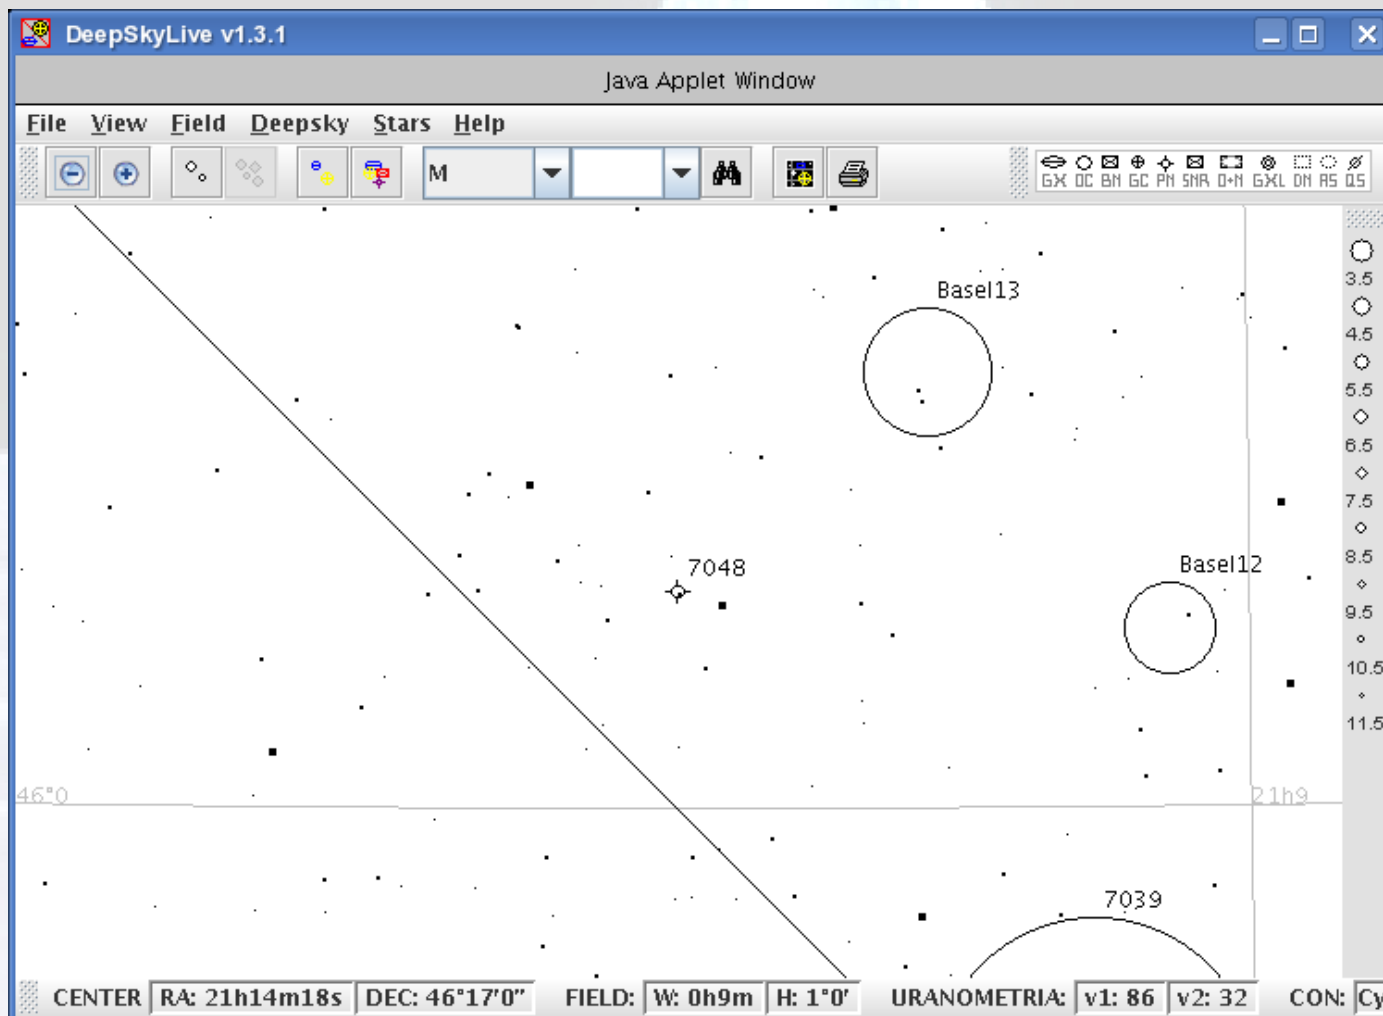 DeepSkyLive v1.3.1
Java Applet Window
File View Field Deepsky Stars Help
M
GX OC BN GC PN SNR O+N GXL DN AS QS
3.5
Basel13
4.5
5.5
6.5
7.5
8.5
7048
Basel12
9.5
10.5
11.5
46°0
21h9
7039
CENTER RA: 21h14m18s DEC: 46°17'0" FIELD: W: 0h9m H: 1°0' URANOMETRIA: v1: 86 v2: 32 CON: Cy